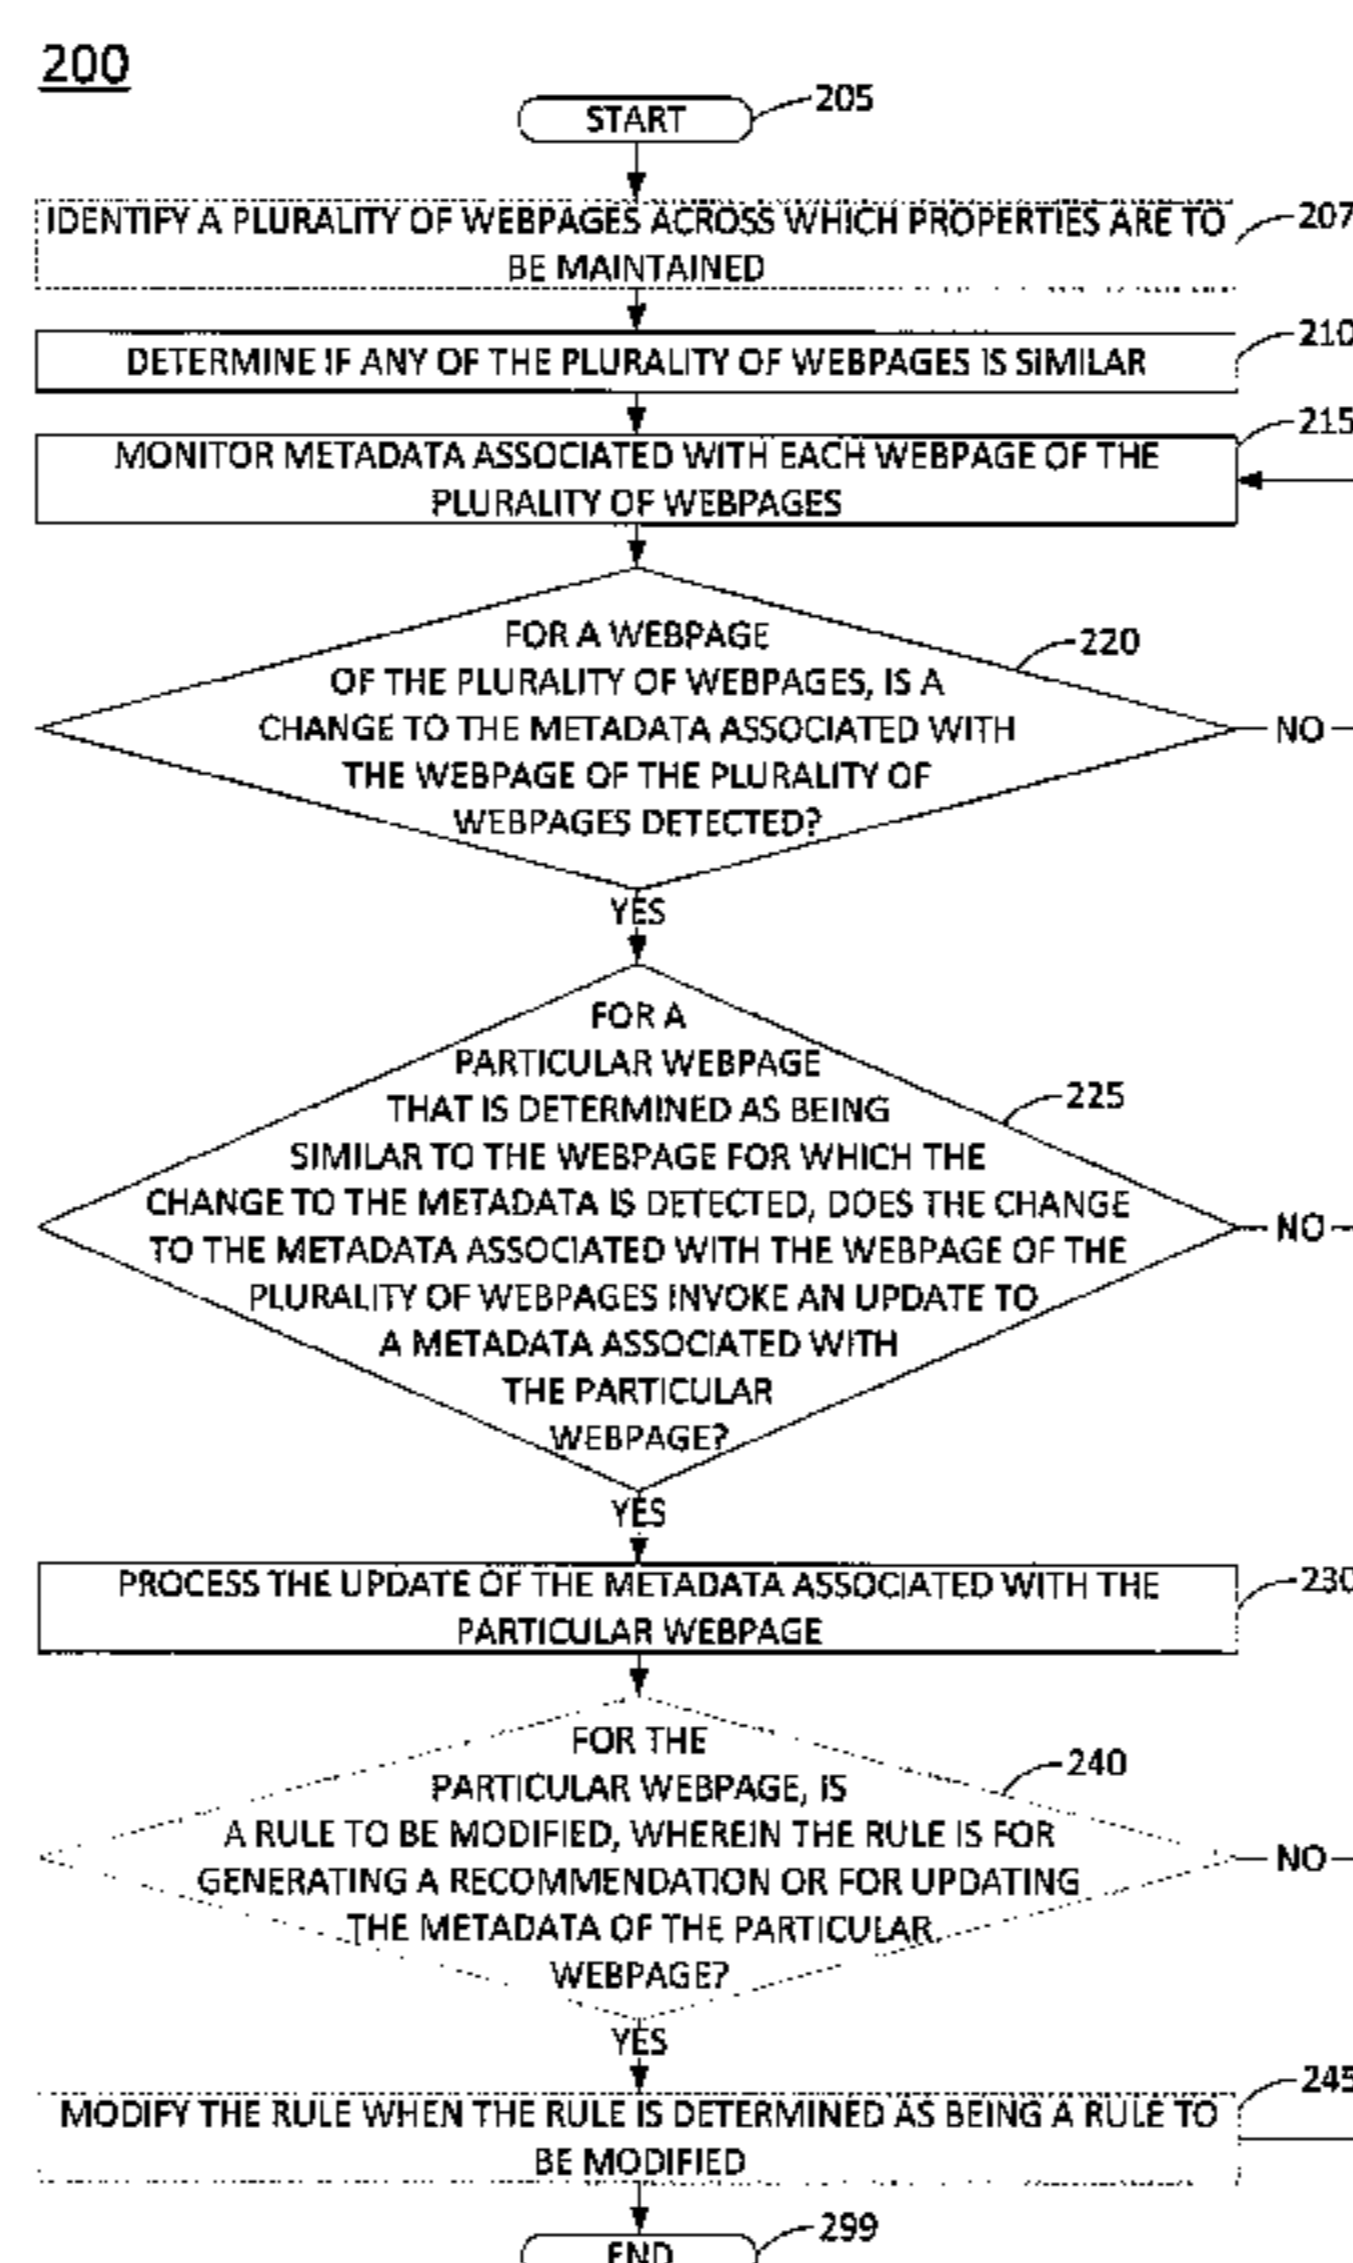 200
START
205
IDENTIFY A PLURALITY OF WEBPAGES ACROSS WHICH PROPERTIES ARE TO
BE MAINTAINED
207
DETERMINE IF ANY OF THE PLURALITY OF WEBPAGES IS SIMILAR
210
MONITOR METADATA ASSOCIATED WITH EACH WEBPAGE OF THE
PLURALITY OF WEBPAGES
215
FOR A WEBPAGE
OF THE PLURALITY OF WEBPAGES, IS A
CHANGE TO THE METADATA ASSOCIATED WITH
THE WEBPAGE OF THE PLURALITY OF
WEBPAGES DETECTED?
220
NO
YES
FOR A
PARTICULAR WEBPAGE
THAT IS DETERMINED AS BEING
SIMILAR TO THE WEBPAGE FOR WHICH THE
CHANGE TO THE METADATA IS DETECTED, DOES THE CHANGE
TO THE METADATA ASSOCIATED WITH THE WEBPAGE OF THE
PLURALITY OF WEBPAGES INVOKE AN UPDATE TO
A METADATA ASSOCIATED WITH
THE PARTICULAR
WEBPAGE?
225
NO
YES
PROCESS THE UPDATE OF THE METADATA ASSOCIATED WITH THE
PARTICULAR WEBPAGE
230
FOR THE
PARTICULAR WEBPAGE, IS
A RULE TO BE MODIFIED, WHEREIN THE RULE IS FOR
GENERATING A RECOMMENDATION OR FOR UPDATING
THE METADATA OF THE PARTICULAR
WEBPAGE?
240
NO
YES
MODIFY THE RULE WHEN THE RULE IS DETERMINED AS BEING A RULE TO
BE MODIFIED
245
END
299